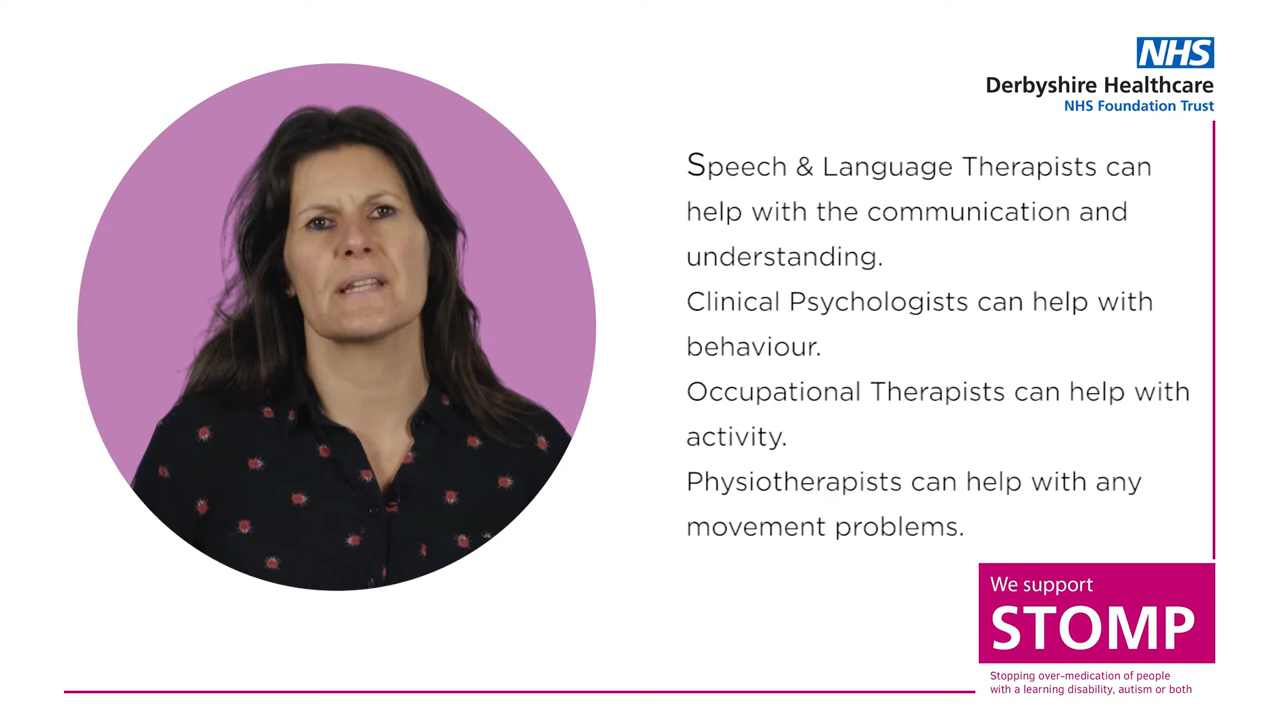 NHS
Derbyshire Healthcare
NHS Foundation Trust
Speech & Language Therapists can
help with the communication and
understanding.
Clinical Psychologists can help with
behaviour.
Occupational Therapists can help with
activity.
Physiotherapists can help with any
movement problems.
We support
STOMP
Stopping over-medication of people
with a learning disability, autism or both